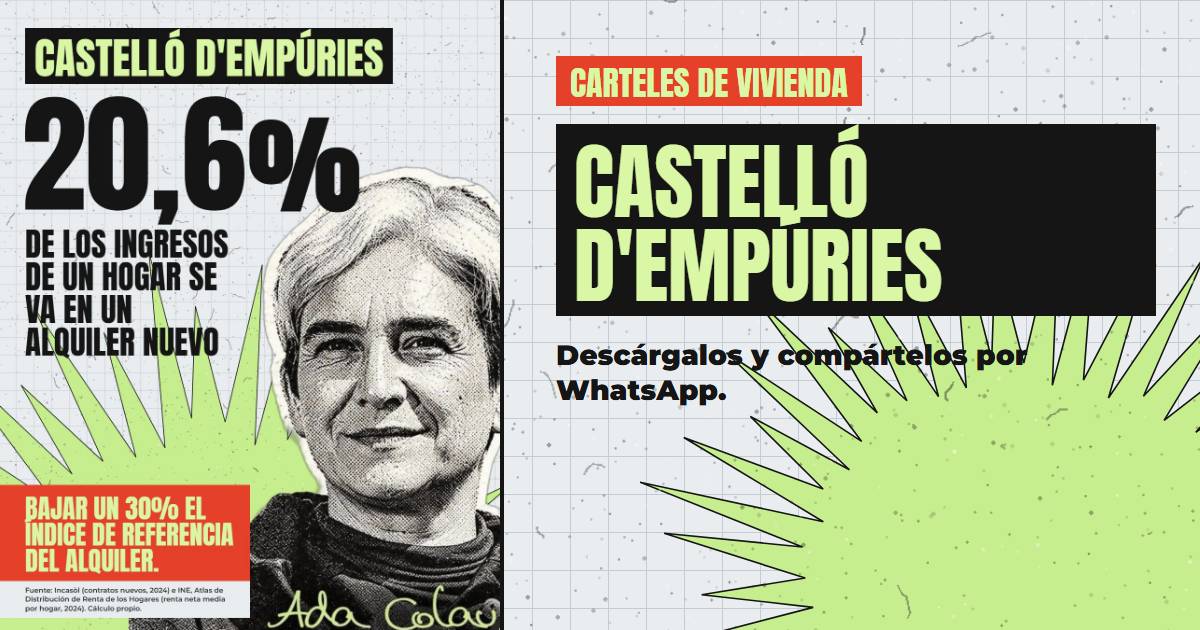 CASTELLÓ D'EMPÚRIES
20,6%
DE LOS INGRESOS
DE UN HOGAR SE
VA EN UN
ALQUILER NUEVO
BAJAR UN 30% EL
ÍNDICE DE REFERENCIA
DEL ALQUILER.
Fuente: Incasòl (contratos nuevos, 2024) e INE, Atlas de
Distribución de Renta de los Hogares (renta neta media
por hogar, 2024). Cálculo propio.
Ada Colau
CARTELES DE VIVIENDA
CASTELLÓ
D'EMPÚRIES
Descárgalos y compártelos por
WhatsApp.